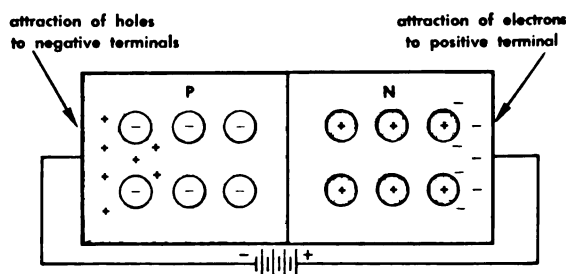 attraction of holes
to negative terminals
attraction of electrons
to positive terminal
P N
+ - - - + + + - -
+ + -
+ -
+ - - - + + + + - -
+ -
- +